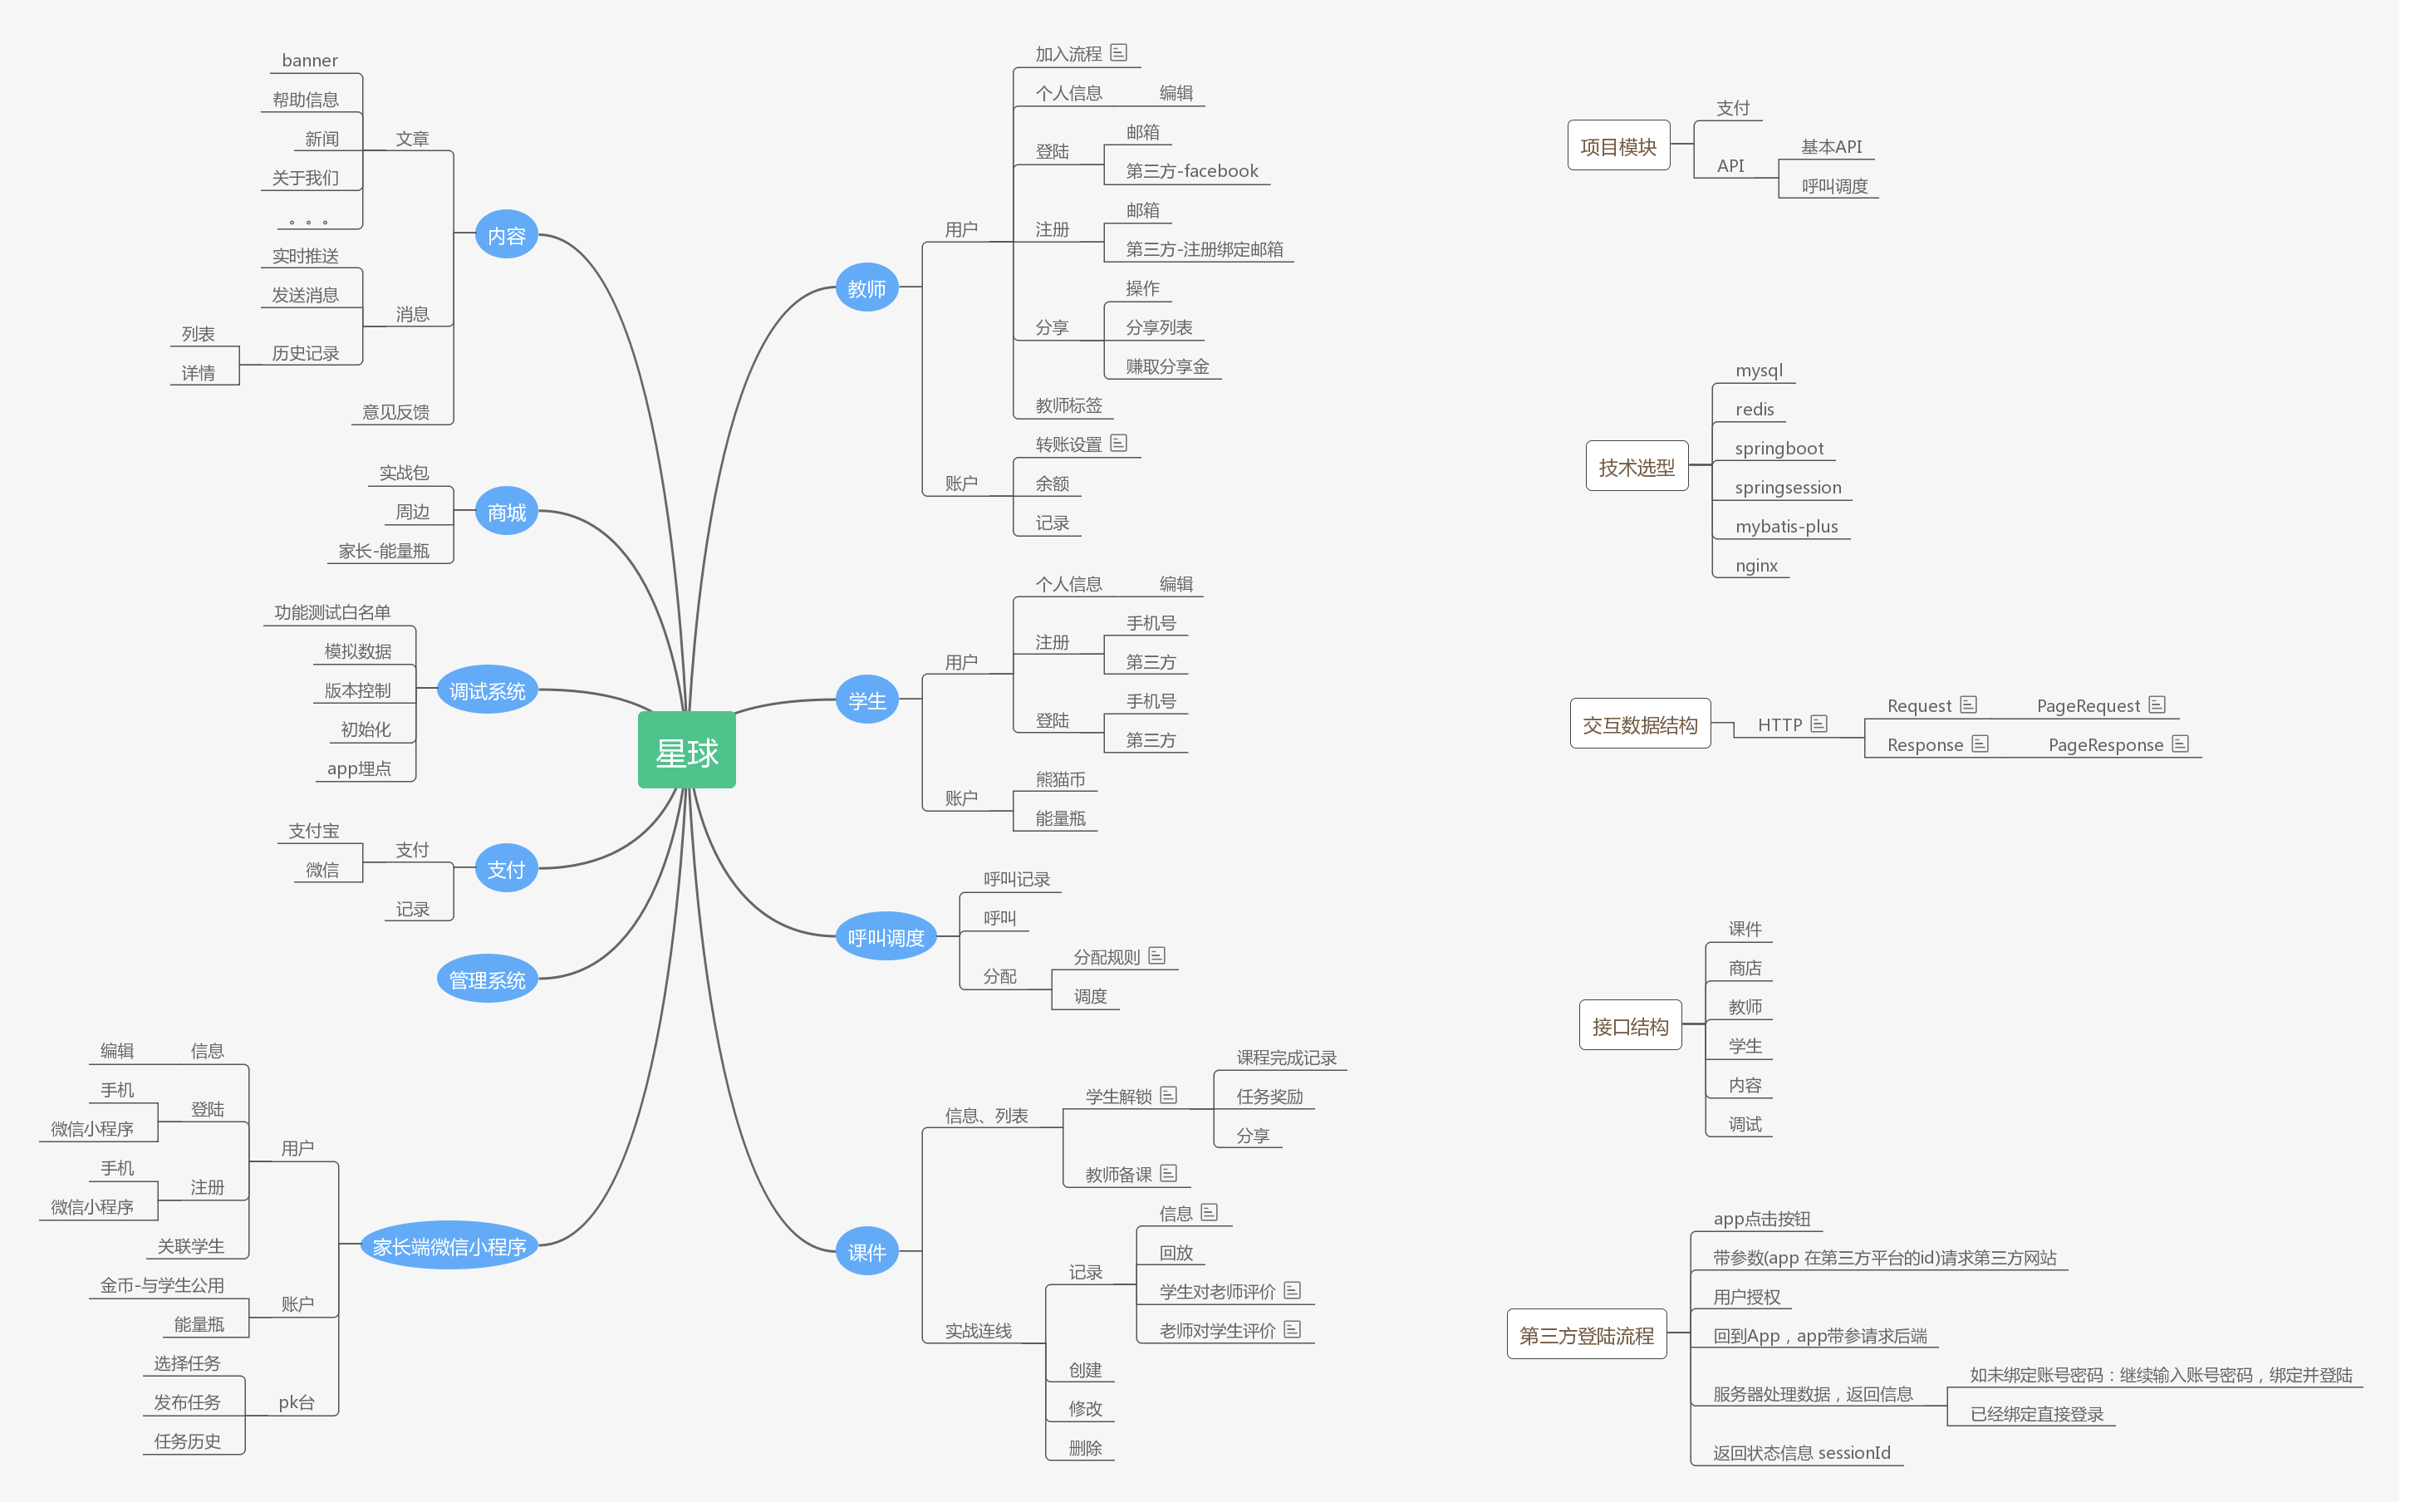 星球
教师
用户
加入流程
个人信息
编辑
登陆
邮箱
第三方-facebook
注册
邮箱
第三方-注册绑定邮箱
分享
操作
分享列表
赚取分享金
教师标签
账户
转账设置
余额
记录
学生
用户
个人信息
编辑
注册
手机号
第三方
登陆
手机号
第三方
账户
熊猫币
能量瓶
呼叫调度
呼叫记录
呼叫
分配
分配规则
调度
课件
信息、列表
学生解锁
课程完成记录
任务奖励
分享
教师备课
实战连线
记录
信息
回放
学生对老师评价
老师对学生评价
创建
修改
删除
内容
文章
banner
帮助信息
新闻
关于我们
。。。
消息
实时推送
发送消息
历史记录
列表
详情
意见反馈
商城
实战包
周边
家长-能量瓶
调试系统
功能测试白名单
模拟数据
版本控制
初始化
app埋点
支付
支付
支付宝
微信
记录
管理系统
家长端微信小程序
用户
信息
编辑
登陆
手机
微信小程序
注册
手机
微信小程序
关联学生
账户
金币-与学生公用
能量瓶
pk台
选择任务
发布任务
任务历史
项目模块
支付
API
基本API
呼叫调度
技术选型
mysql
redis
springboot
springsession
mybatis-plus
nginx
交互数据结构
HTTP
Request
PageRequest
Response
PageResponse
接口结构
课件
商店
教师
学生
内容
调试
第三方登陆流程
app点击按钮
带参数(app 在第三方平台的id)请求第三方网站
用户授权
回到App，app带参请求后端
服务器处理数据，返回信息
如未绑定账号密码：继续输入账号密码，绑定并登陆
已经绑定直接登录
返回状态信息 sessionId